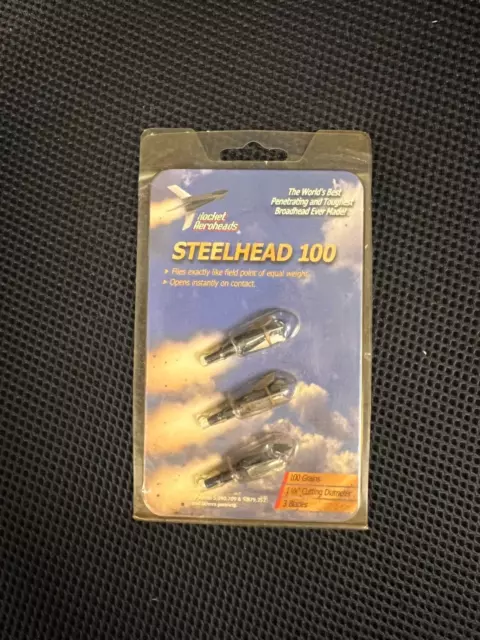 The World's Best
Penetrating and Toughest
Broadhead Ever Made!
Rocket
Aeroheads®
STEELHEAD 100
Flies exactly like field point of equal weight.
Opens instantly on contact.
100 Grains
Cutting Diameter
3 Blades